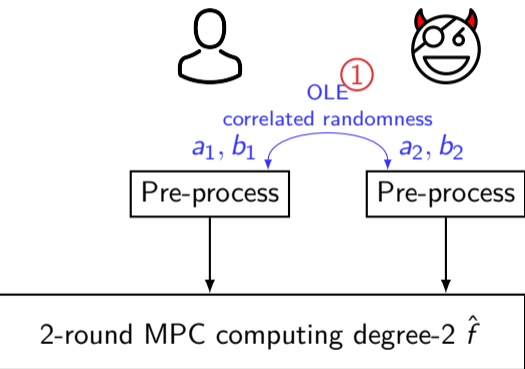 ①
OLE
correlated randomness
a₁, b₁ a₂, b₂
Pre-process Pre-process
2-round MPC computing degree-2 f̂